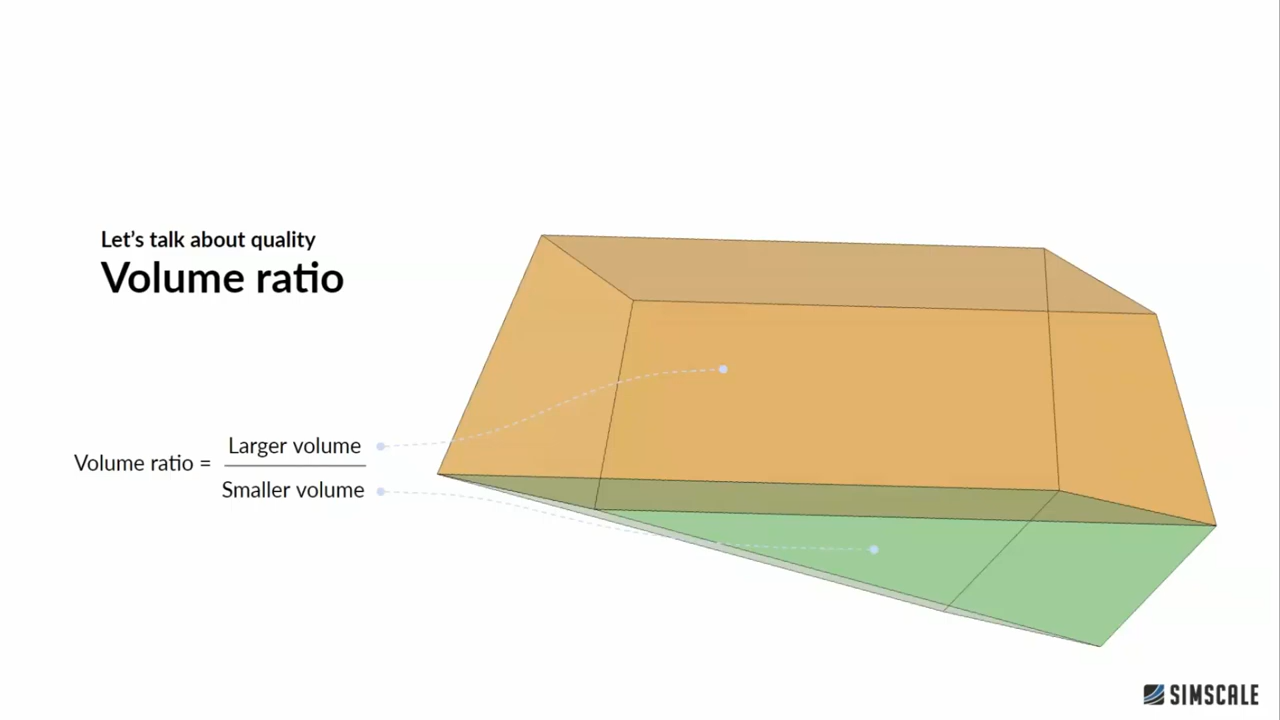 Let's talk about quality
Volume ratio
Volume ratio =
Larger volume
Smaller volume
SIMSCALE